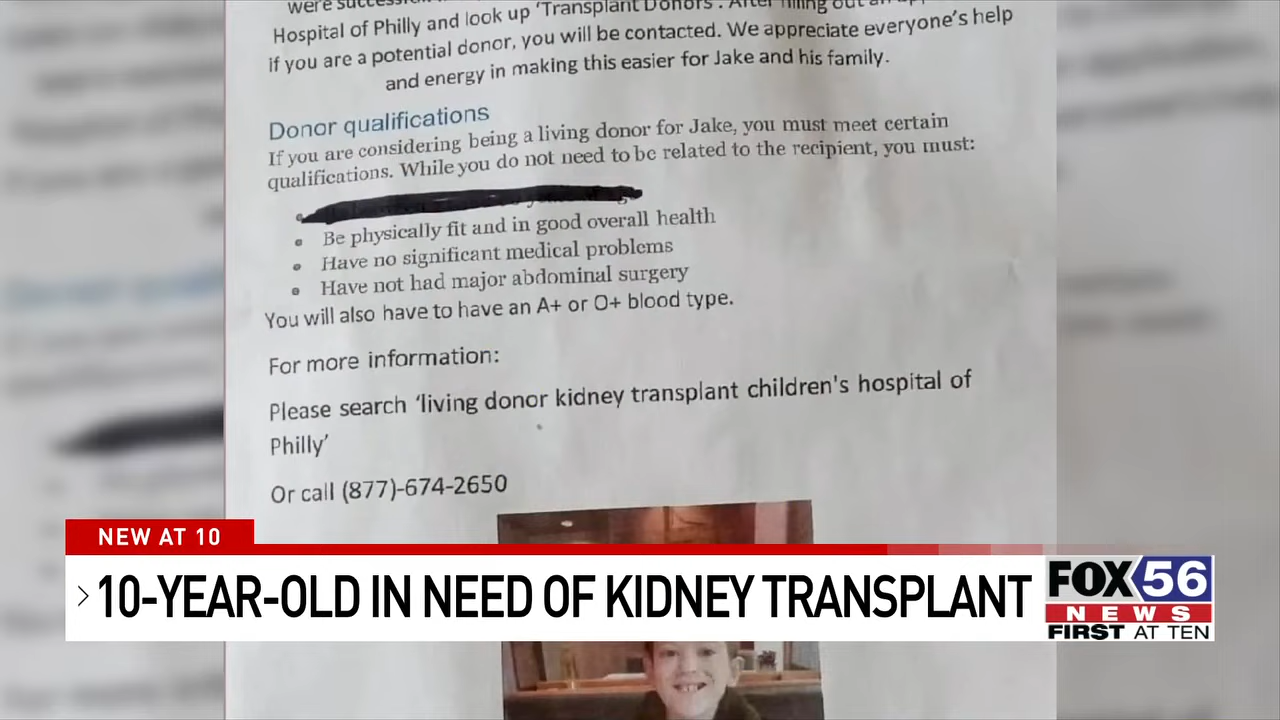 Hospital of Philly and look up 'Transplant Donors'. After filling out an
if you are a potential donor, you will be contacted. We appreciate everyone's help
and energy in making this easier for Jake and his family.
Donor qualifications
If you are considering being a living donor for Jake, you must meet certain
qualifications. While you do not need to be related to the recipient, you must:
Be physically fit and in good overall health
Have no significant medical problems
Have not had major abdominal surgery
You will also have to have an A+ or O+ blood type.
For more information:
Please search 'living donor kidney transplant children's hospital of
Philly'
Or call (877)-674-2650
NEW AT 10
10-YEAR-OLD IN NEED OF KIDNEY TRANSPLANT
FOX 56
NEWS
FIRST AT TEN